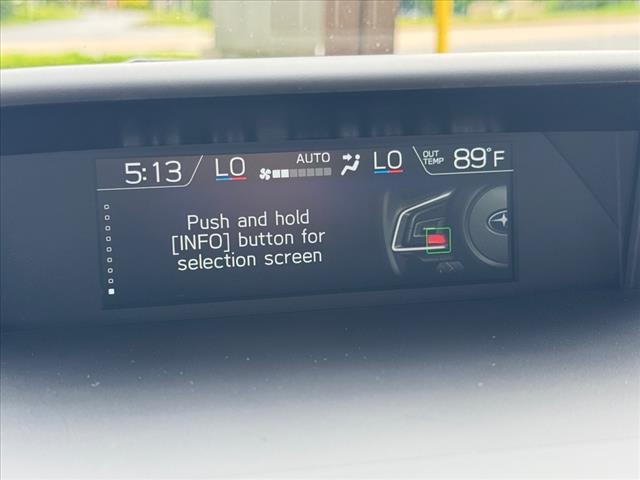 5:13 LO AUTO LO OUT TEMP 89°F
Push and hold
[INFO] button for
selection screen